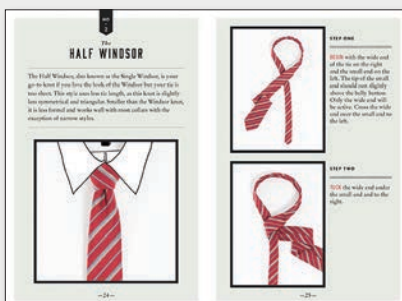 NO.
2
The
HALF WINDSOR
The Half Windsor, also known as the Single Windsor, is your
go-to knot if you love the look of the Windsor but your tie is
too short. This style uses less tie length, as this knot is slightly
less symmetrical and triangular. Smaller than the Windsor knot,
it is less formal and works well with most collars with the
exception of narrow styles.
—24—
STEP ONE
BEGIN with the wide end
of the tie on the right
and the small end on the
left. The tip of the small
end should rest slightly
above the belly button.
Only the wide end will
be active. Cross the wide
end over the small end to
the left.
STEP TWO
TUCK the wide end under
the small end and to the
right.
—25—